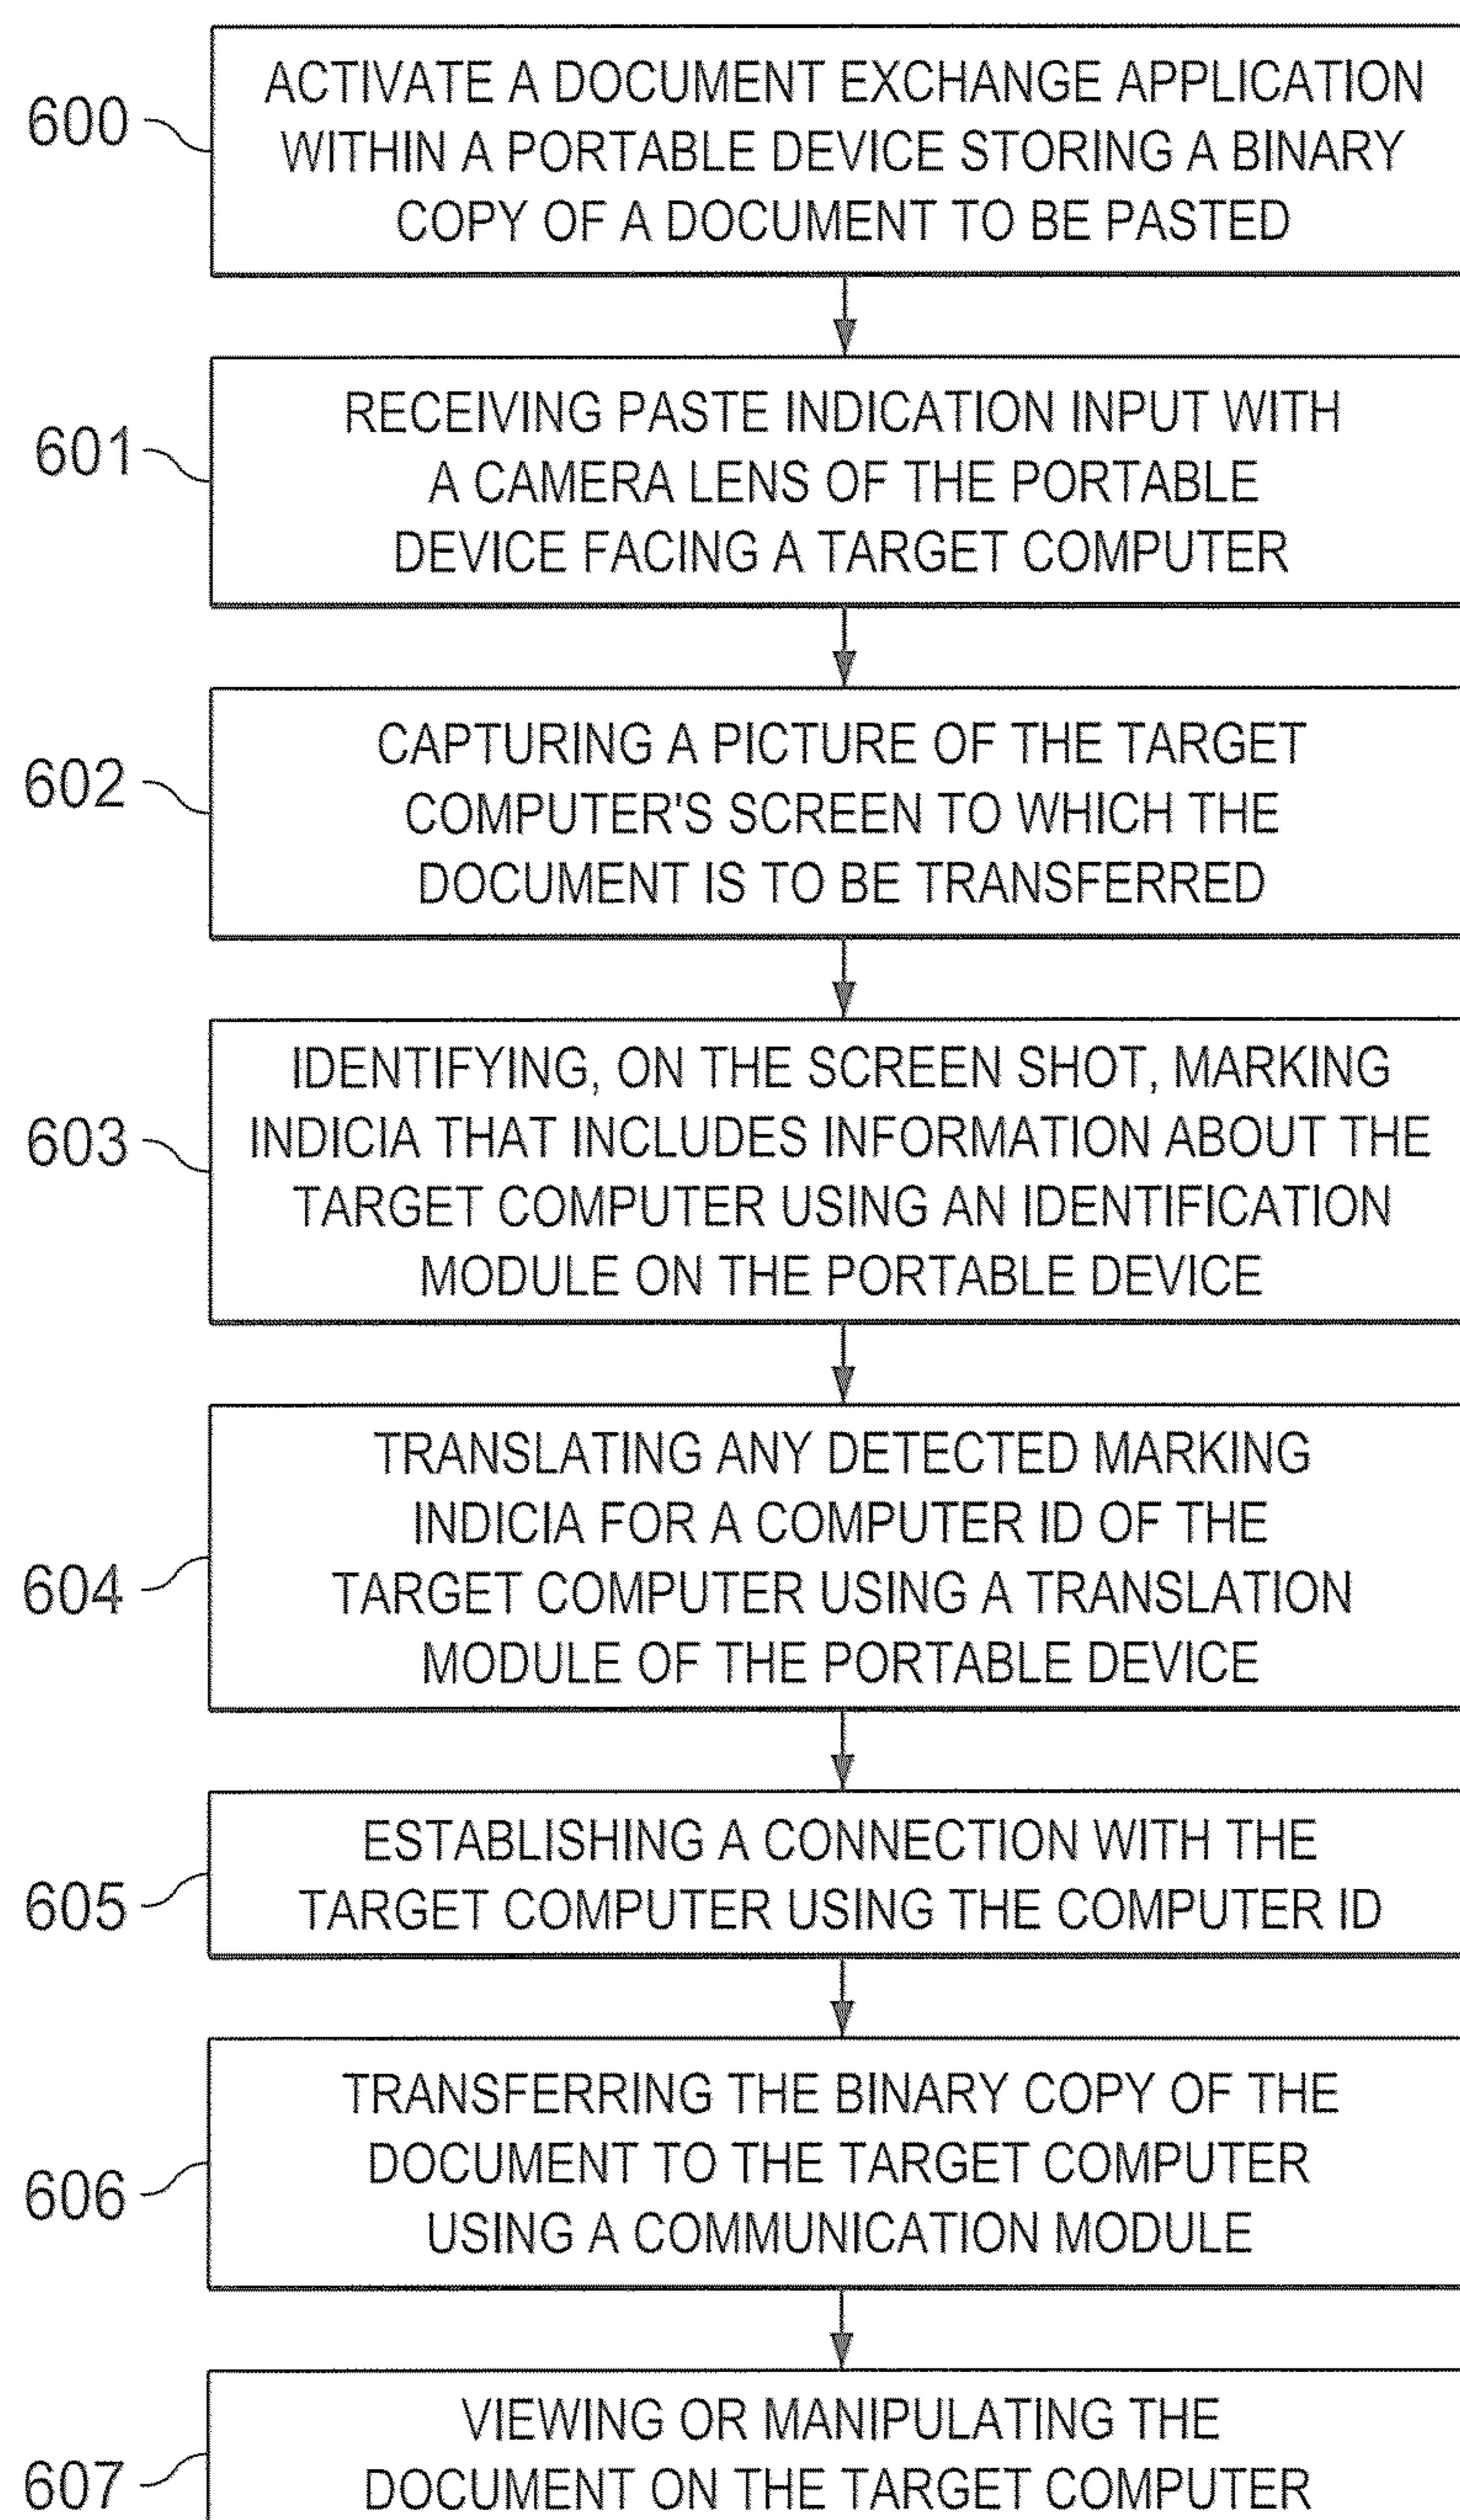 600
ACTIVATE A DOCUMENT EXCHANGE APPLICATION
WITHIN A PORTABLE DEVICE STORING A BINARY
COPY OF A DOCUMENT TO BE PASTED
601
RECEIVING PASTE INDICATION INPUT WITH
A CAMERA LENS OF THE PORTABLE
DEVICE FACING A TARGET COMPUTER
602
CAPTURING A PICTURE OF THE TARGET
COMPUTER'S SCREEN TO WHICH THE
DOCUMENT IS TO BE TRANSFERRED
603
IDENTIFYING, ON THE SCREEN SHOT, MARKING
INDICIA THAT INCLUDES INFORMATION ABOUT THE
TARGET COMPUTER USING AN IDENTIFICATION
MODULE ON THE PORTABLE DEVICE
604
TRANSLATING ANY DETECTED MARKING
INDICIA FOR A COMPUTER ID OF THE
TARGET COMPUTER USING A TRANSLATION
MODULE OF THE PORTABLE DEVICE
605
ESTABLISHING A CONNECTION WITH THE
TARGET COMPUTER USING THE COMPUTER ID
606
TRANSFERRING THE BINARY COPY OF THE
DOCUMENT TO THE TARGET COMPUTER
USING A COMMUNICATION MODULE
607
VIEWING OR MANIPULATING THE
DOCUMENT ON THE TARGET COMPUTER